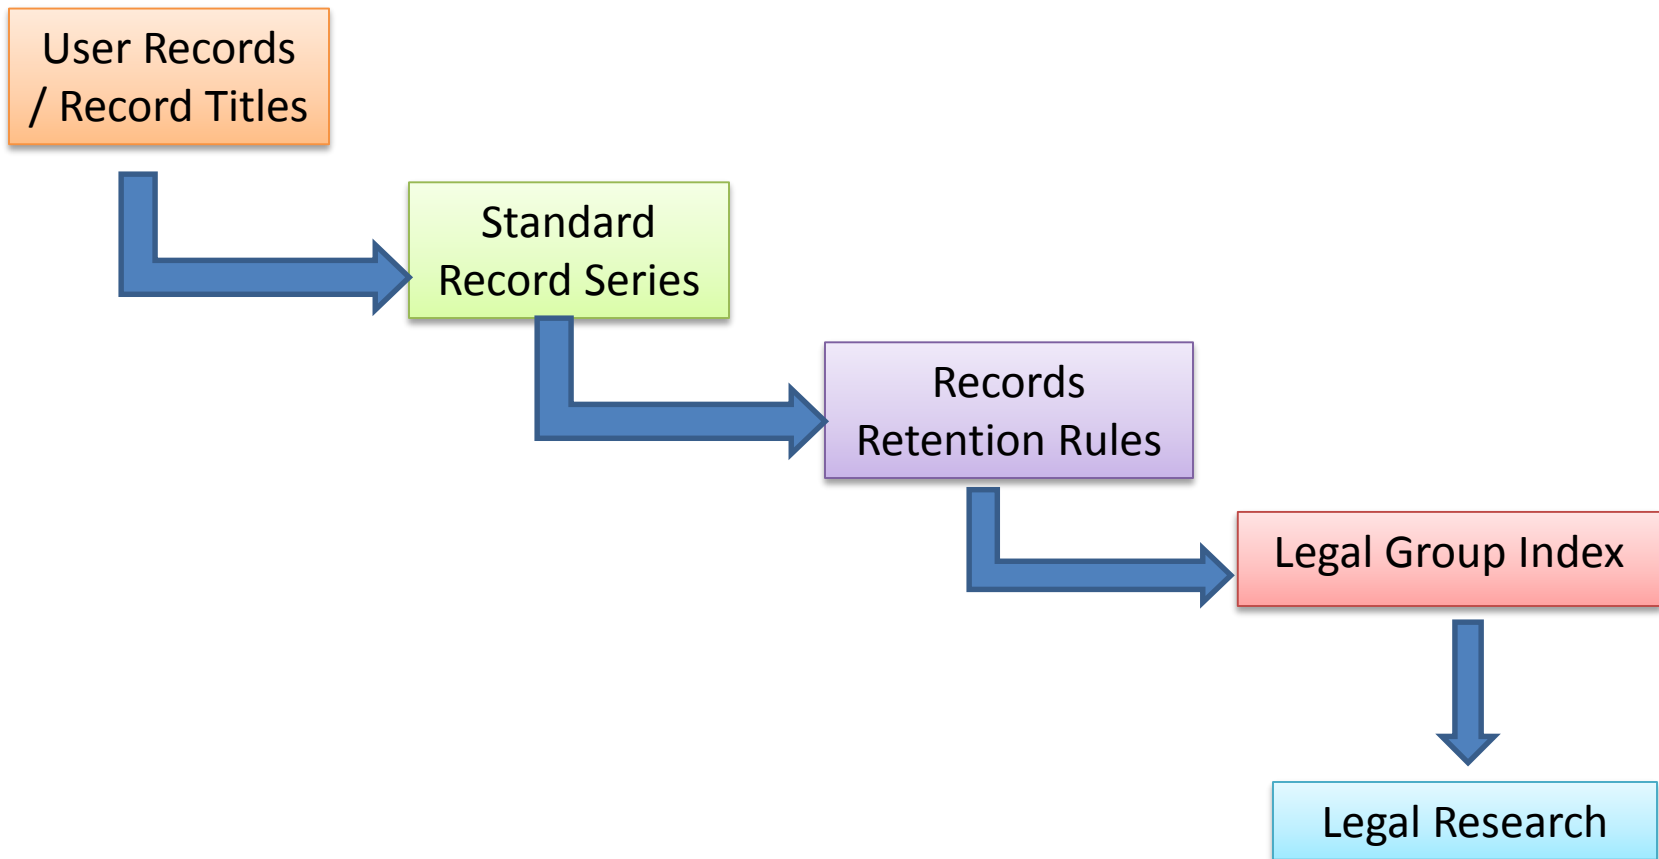 User Records
/ Record Titles
Standard
Record Series
Records
Retention Rules
Legal Group Index
Legal Research